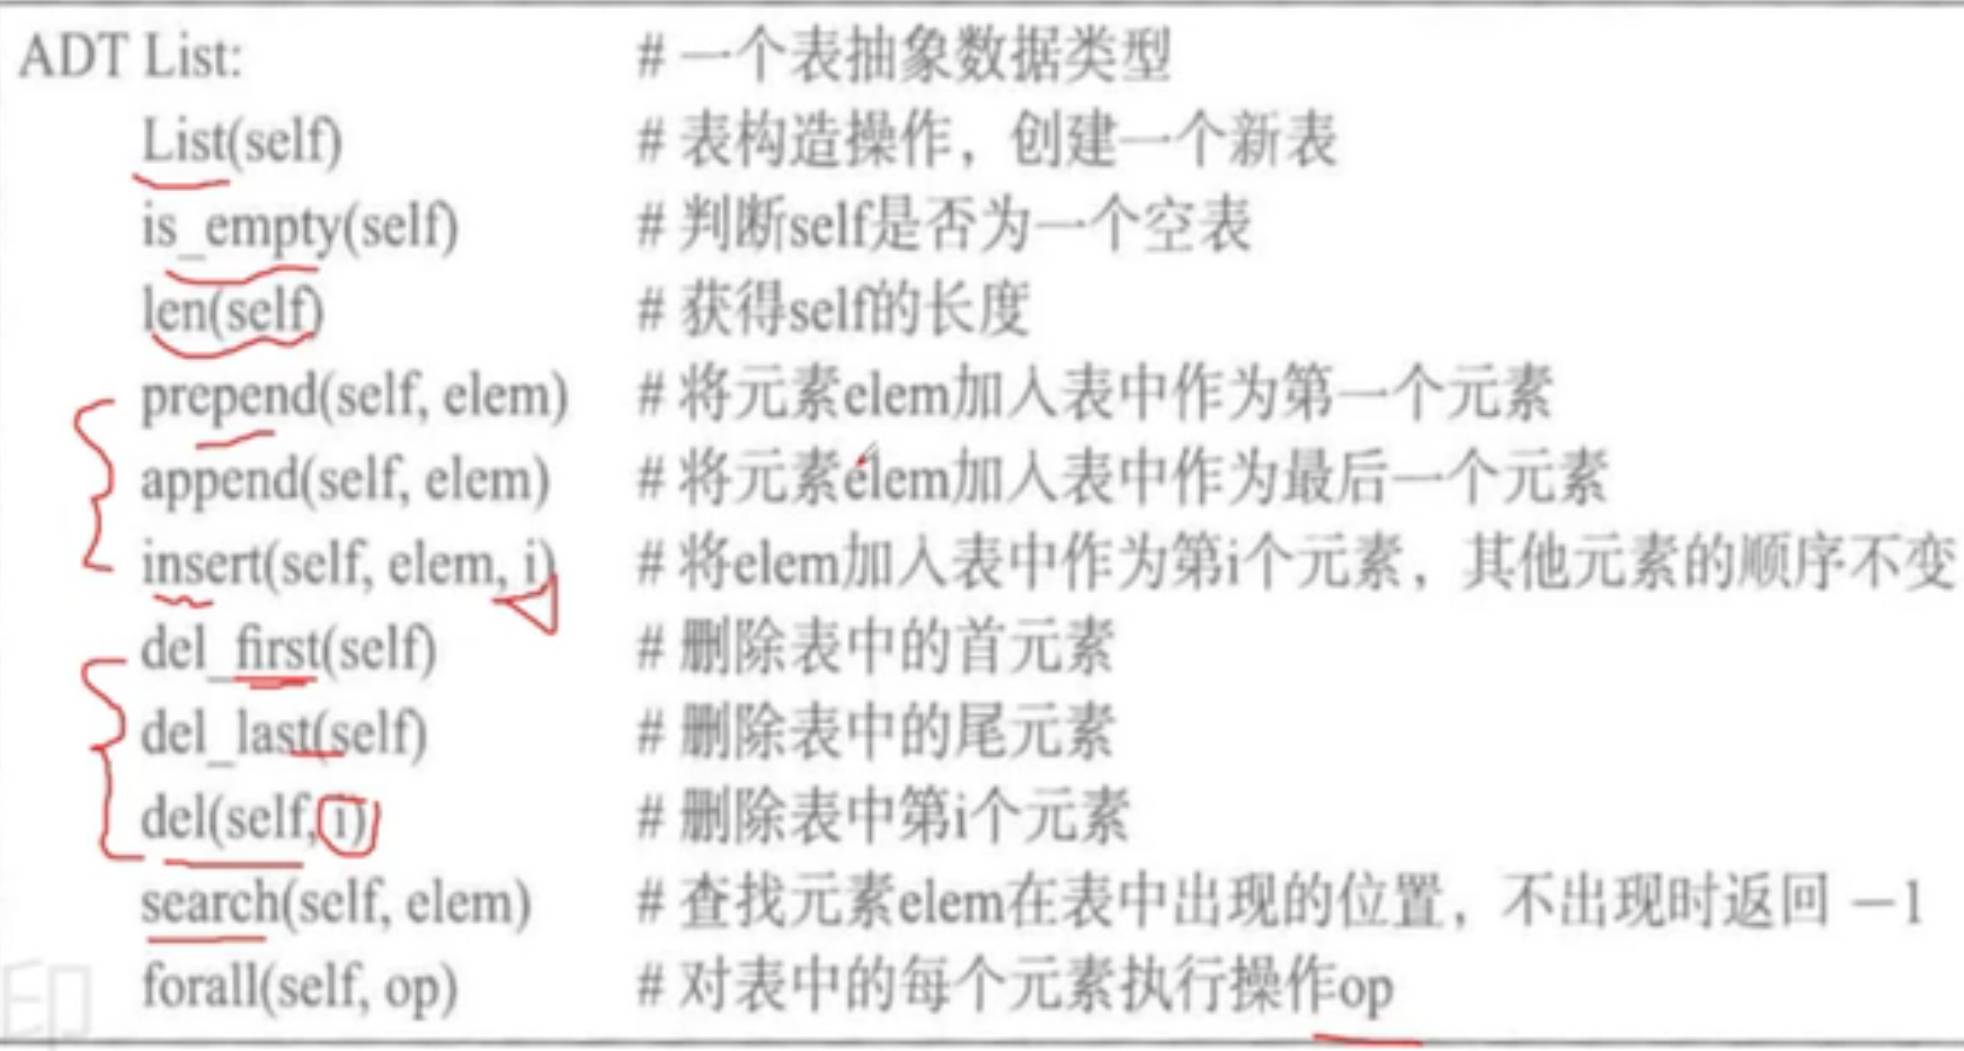 ADT List: # 一个表抽象数据类型
List(self) # 表构造操作，创建一个新表
is_empty(self) # 判断self是否为一个空表
len(self) # 获得self的长度
prepend(self, elem) # 将元素elem加入表中作为第一个元素
append(self, elem) # 将元素elem加入表中作为最后一个元素
insert(self, elem, i) # 将elem加入表中作为第i个元素，其他元素的顺序不变
del_first(self) # 删除表中的首元素
del_last(self) # 删除表中的尾元素
del(self, i) # 删除表中第i个元素
search(self, elem) # 查找元素elem在表中出现的位置，不出现时返回 −1
forall(self, op) # 对表中的每个元素执行操作op